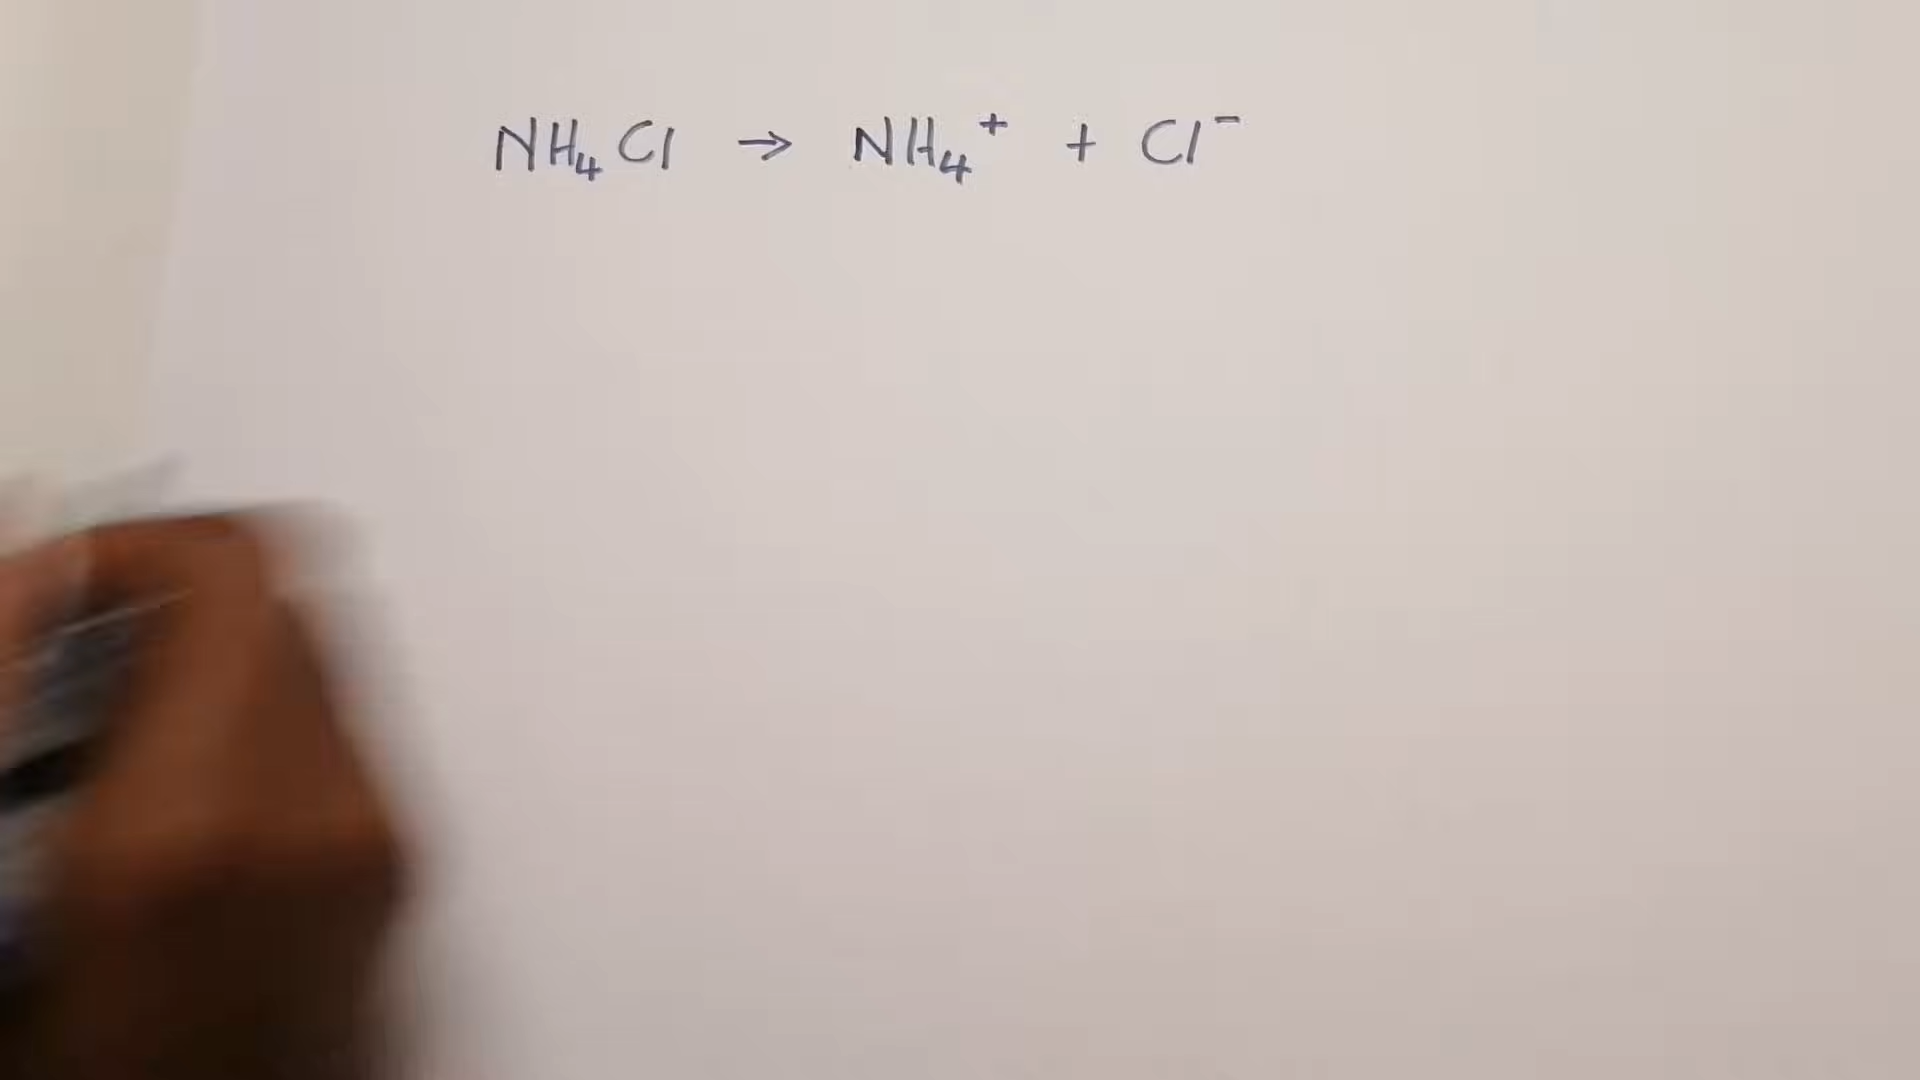 NH₄Cl → NH₄⁺ + Cl⁻